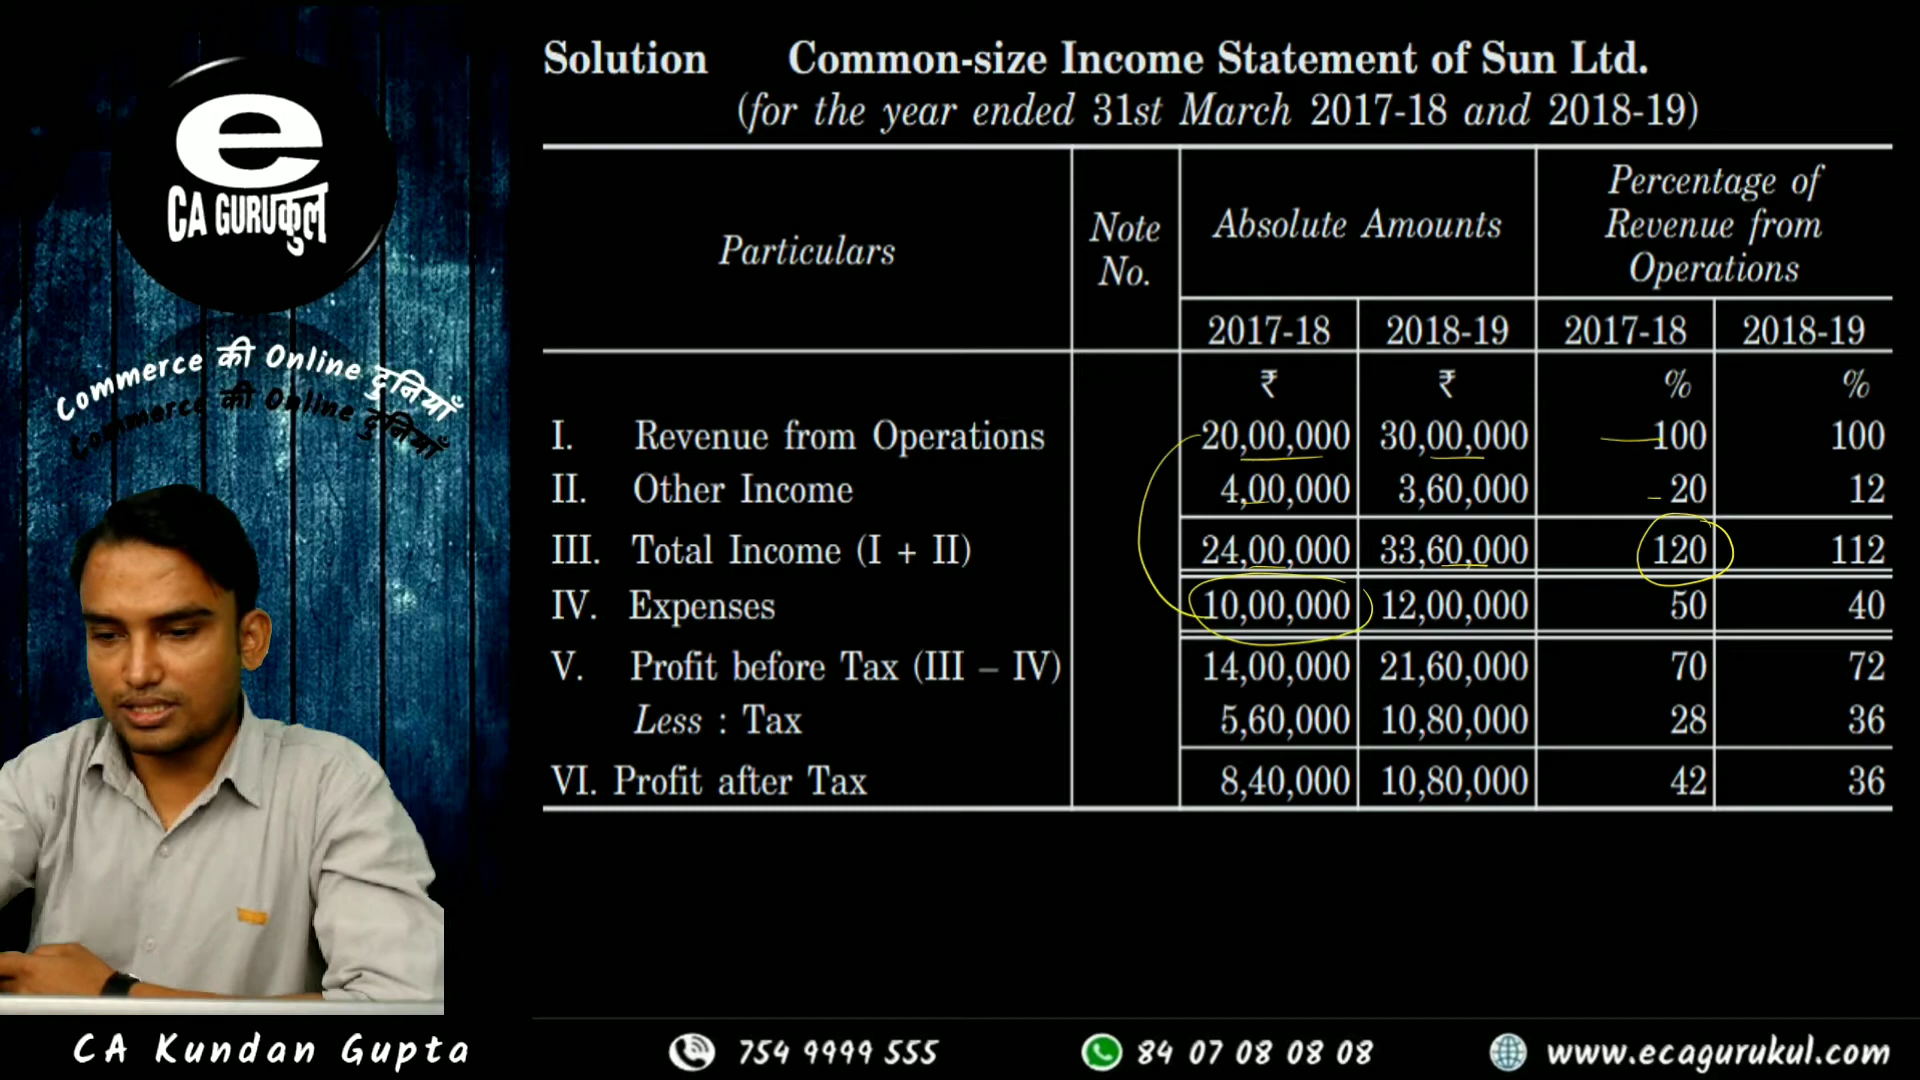 e
CA GURUकुल
Commerce की Online दुनियाँ
Commerce की Online दुनियाँ
Solution Common-size Income Statement of Sun Ltd.
(for the year ended 31st March 2017-18 and 2018-19)
Particulars Note No. Absolute Amounts Percentage of Revenue from Operations
2017-18 2018-19 2017-18 2018-19
₹ ₹ % %
I. Revenue from Operations 20,00,000 30,00,000 100 100
II. Other Income 4,00,000 3,60,000 20 12
III. Total Income (I + II) 24,00,000 33,60,000 120 112
IV. Expenses 10,00,000 12,00,000 50 40
V. Profit before Tax (III – IV) 14,00,000 21,60,000 70 72
Less : Tax 5,60,000 10,80,000 28 36
VI. Profit after Tax 8,40,000 10,80,000 42 36
CA Kundan Gupta 754 9999 555 84 07 08 08 08 www.ecagurukul.com